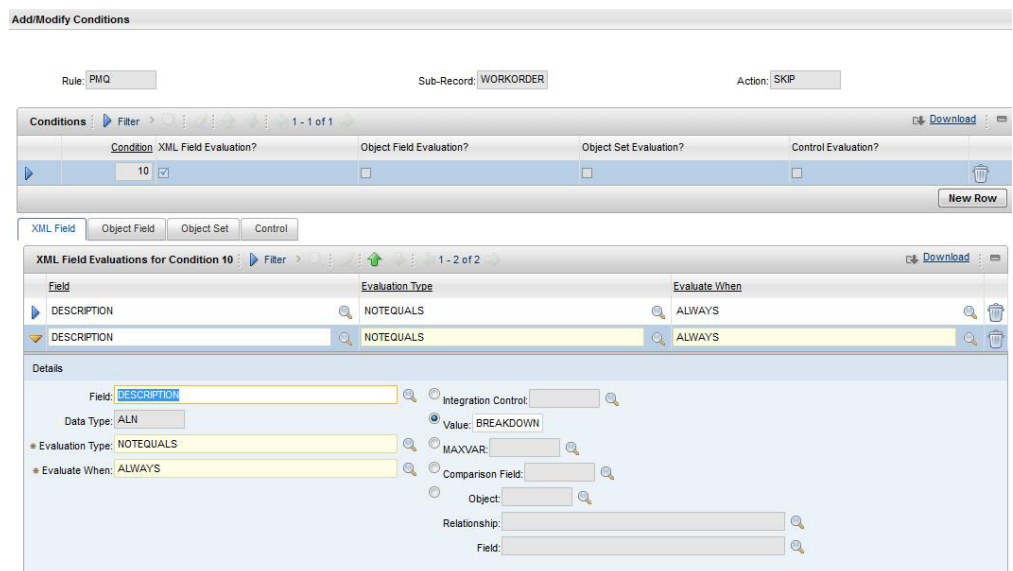 Add/Modify Conditions
Rule: PMQ Sub-Record: WORKORDER Action: SKIP
Conditions Filter 1 - 1 of 1 Download
Condition XML Field Evaluation? Object Field Evaluation? Object Set Evaluation? Control Evaluation?
10
New Row
XML Field Object Field Object Set Control
XML Field Evaluations for Condition 10 Filter 1 - 2 of 2 Download
Field Evaluation Type Evaluate When
DESCRIPTION NOTEQUALS ALWAYS
DESCRIPTION NOTEQUALS ALWAYS
Details
Field: DESCRIPTION Integration Control:
Data Type: ALN Value: BREAKDOWN
* Evaluation Type: NOTEQUALS MAXVAR:
* Evaluate When: ALWAYS Comparison Field:
Object:
Relationship:
Field: